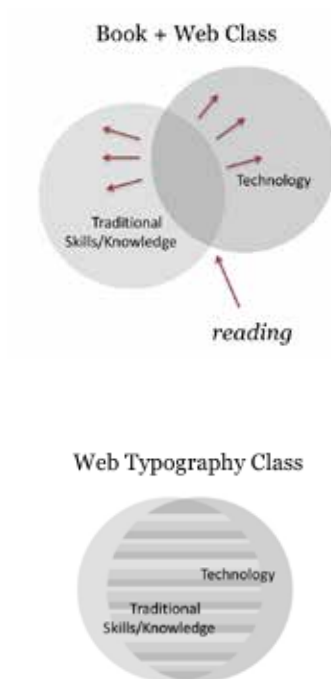 Book + Web Class
Technology
Traditional
Skills/Knowledge
reading
Web Typography Class
Technology
Traditional
Skills/Knowledge